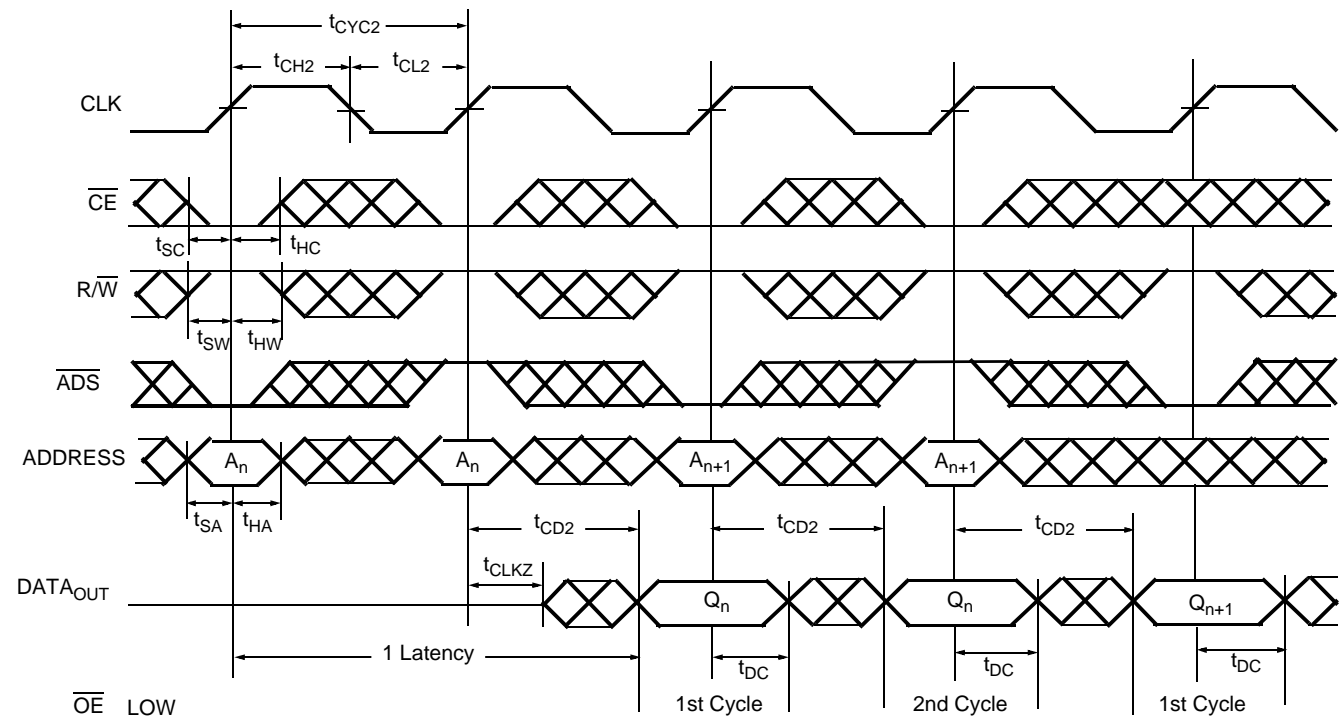 tCYC2
tCH2 tCL2
CLK
CE
tSC tHC
R/W
tSW tHW
ADS
ADDRESS An An An+1 An+1
tSA tHA
tCD2 tCD2 tCD2
tCLKZ
DATAOUT Qn Qn Qn+1
1 Latency tDC tDC tDC
1st Cycle 2nd Cycle 1st Cycle
OE LOW